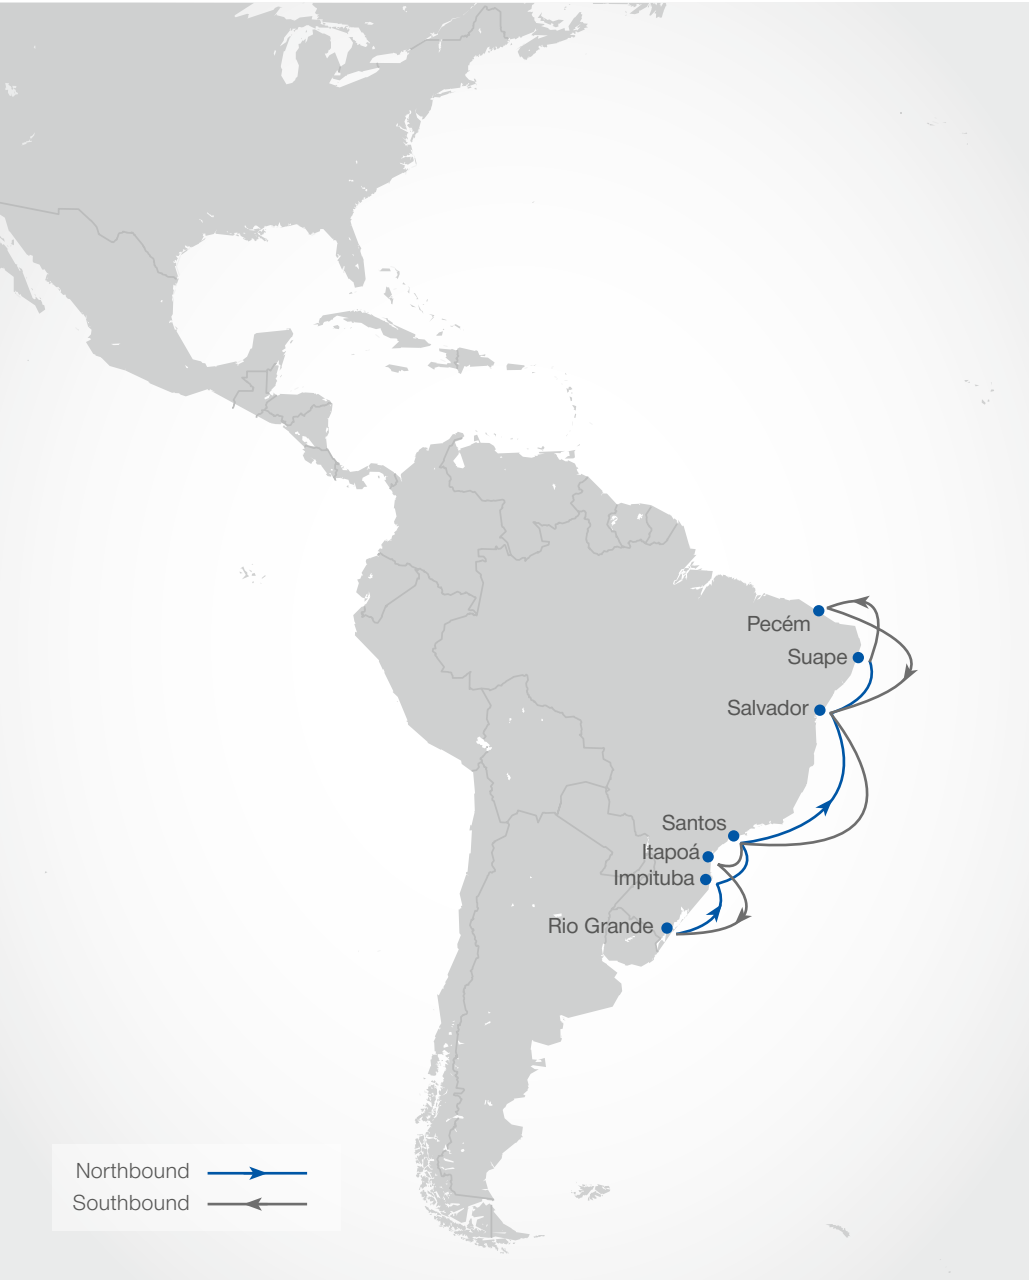 Pecém
Suape
Salvador
Santos
Itapoá
Impituba
Rio Grande
Northbound
Southbound